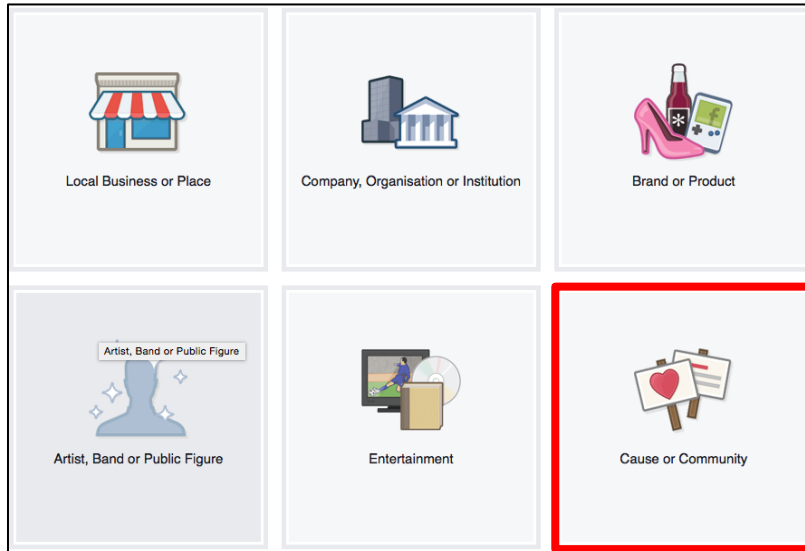 Local Business or Place
Company, Organisation or Institution
Brand or Product
Artist, Band or Public Figure
Artist, Band or Public Figure
Entertainment
Cause or Community